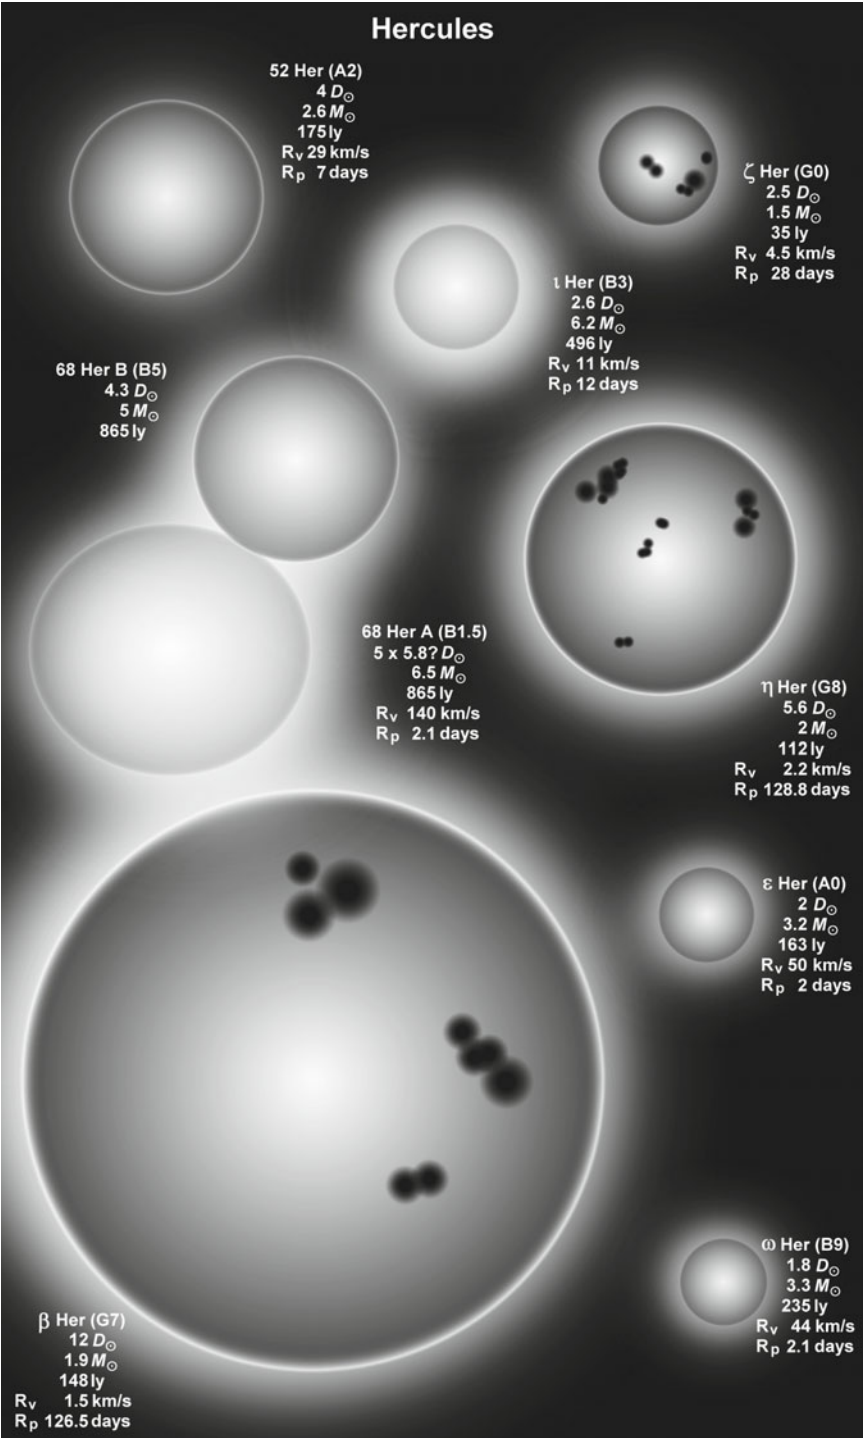 Hercules
52 Her (A2)
4 D☉
2.6 M☉
175 ly
Rv 29 km/s
Rp 7 days
ζ Her (G0)
2.5 D☉
1.5 M☉
35 ly
Rv 4.5 km/s
Rp 28 days
ι Her (B3)
2.6 D☉
6.2 M☉
496 ly
Rv 11 km/s
Rp 12 days
68 Her B (B5)
4.3 D☉
5 M☉
865 ly
68 Her A (B1.5)
5 x 5.8? D☉
6.5 M☉
865 ly
Rv 140 km/s
Rp 2.1 days
η Her (G8)
5.6 D☉
2 M☉
112 ly
Rv 2.2 km/s
Rp 128.8 days
ε Her (A0)
2 D☉
3.2 M☉
163 ly
Rv 50 km/s
Rp 2 days
ω Her (B9)
1.8 D☉
3.3 M☉
235 ly
Rv 44 km/s
Rp 2.1 days
β Her (G7)
12 D☉
1.9 M☉
148 ly
Rv 1.5 km/s
Rp 126.5 days